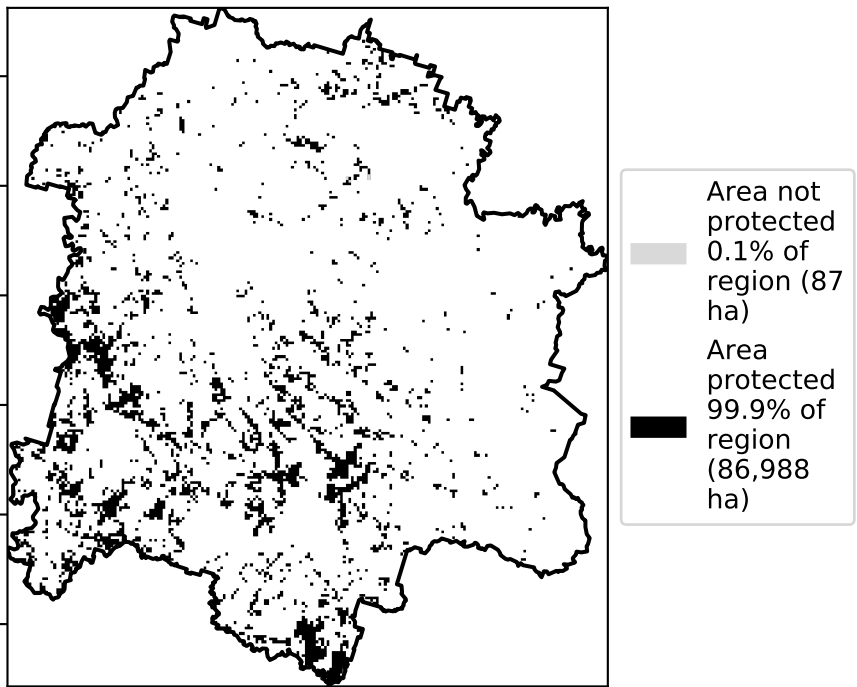 Area not
protected
0.1% of
region (87
ha)
Area
protected
99.9% of
region
(86,988
ha)